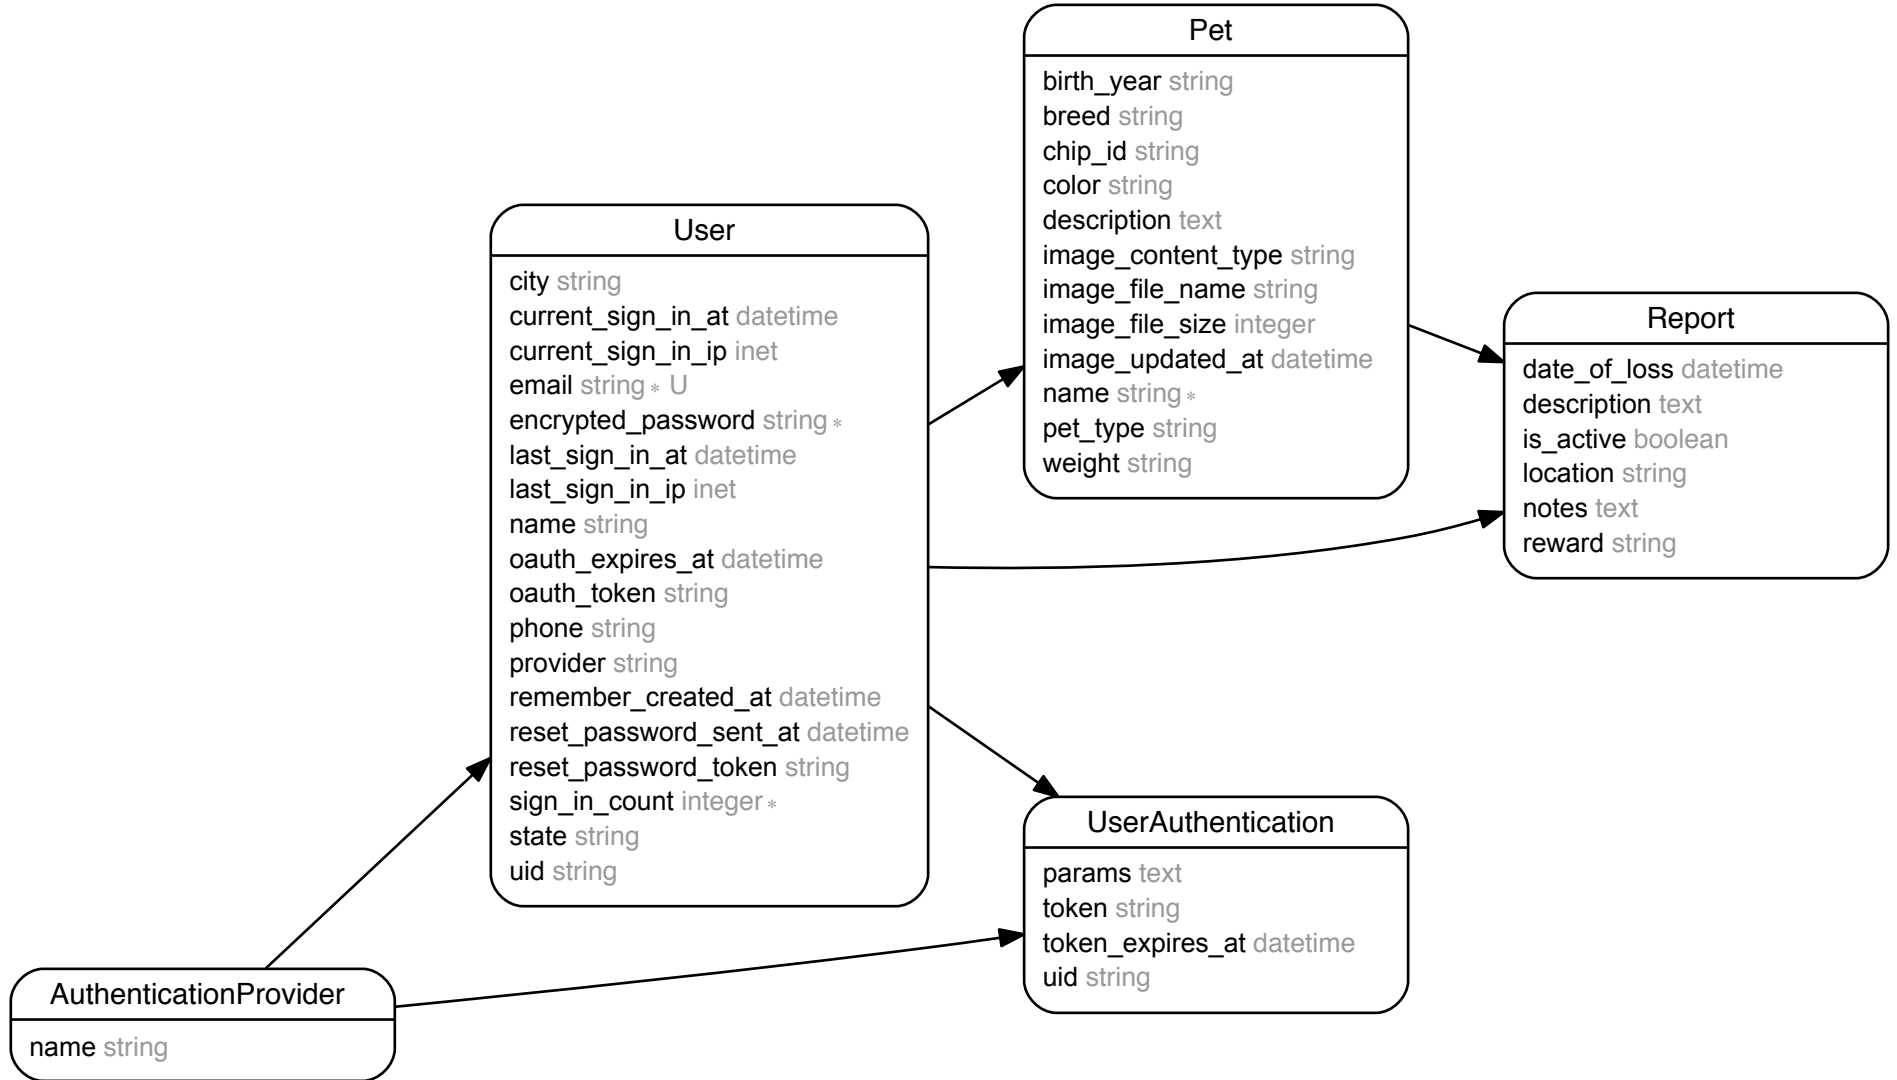 Pet
birth_year string
breed string
chip_id string
color string
description text
image_content_type string
image_file_name string
image_file_size integer
image_updated_at datetime
name string ∗
pet_type string
weight string
User
city string
current_sign_in_at datetime
current_sign_in_ip inet
email string ∗ U
encrypted_password string ∗
last_sign_in_at datetime
last_sign_in_ip inet
name string
oauth_expires_at datetime
oauth_token string
phone string
provider string
remember_created_at datetime
reset_password_sent_at datetime
reset_password_token string
sign_in_count integer ∗
state string
uid string
Report
date_of_loss datetime
description text
is_active boolean
location string
notes text
reward string
UserAuthentication
params text
token string
token_expires_at datetime
uid string
AuthenticationProvider
name string